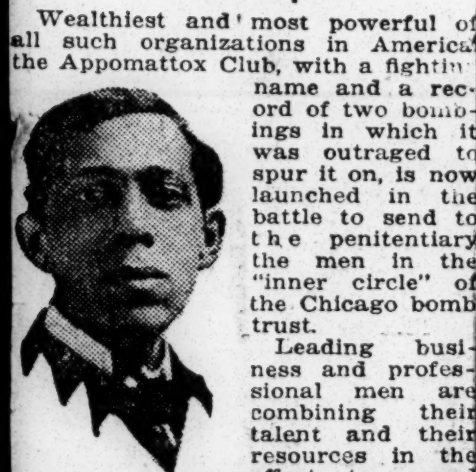 Wealthiest and most powerful of
all such organizations in America
the Appomattox Club, with a fighting
name and a rec-
ord of two bomb-
ings in which it
was outraged to
spur it on, is now
launched in the
battle to send to
the penitentiary
the men in the
"inner circle" of
the Chicago bomb
trust.
Leading busi-
ness and profes-
sional men are
combining their
talent and their
resources in the